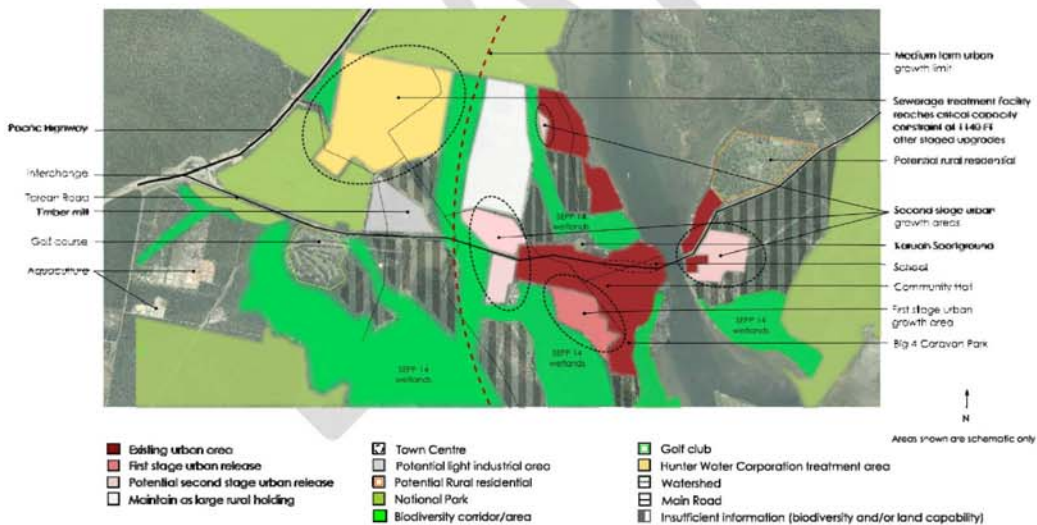 Medium term urban
growth limit
Sewerage treatment facility
reaches critical capacity
constraint at 1140 ET
after staged upgrades
Potential rural residential
Second stage urban
growth areas
Karuah Sportground
School
Community Hall
First stage urban
growth area
Big 4 Caravan Park
Pacific Highway
Interchange
Tarean Road
Timber mill
Golf course
Aquaculture
SEPP 14
wetlands
SEPP 14
wetlands
SEPP 14
wetlands
SEPP 14
wetlands
N
Areas shown are schematic only
Existing urban area
First stage urban release
Potential second stage urban release
Maintain as large rural holding
Town Centre
Potential light industrial area
Potential Rural residential
National Park
Biodiversity corridor/area
Golf club
Hunter Water Corporation treatment area
Watershed
Main Road
Insufficient information (biodiversity and/or land capability)